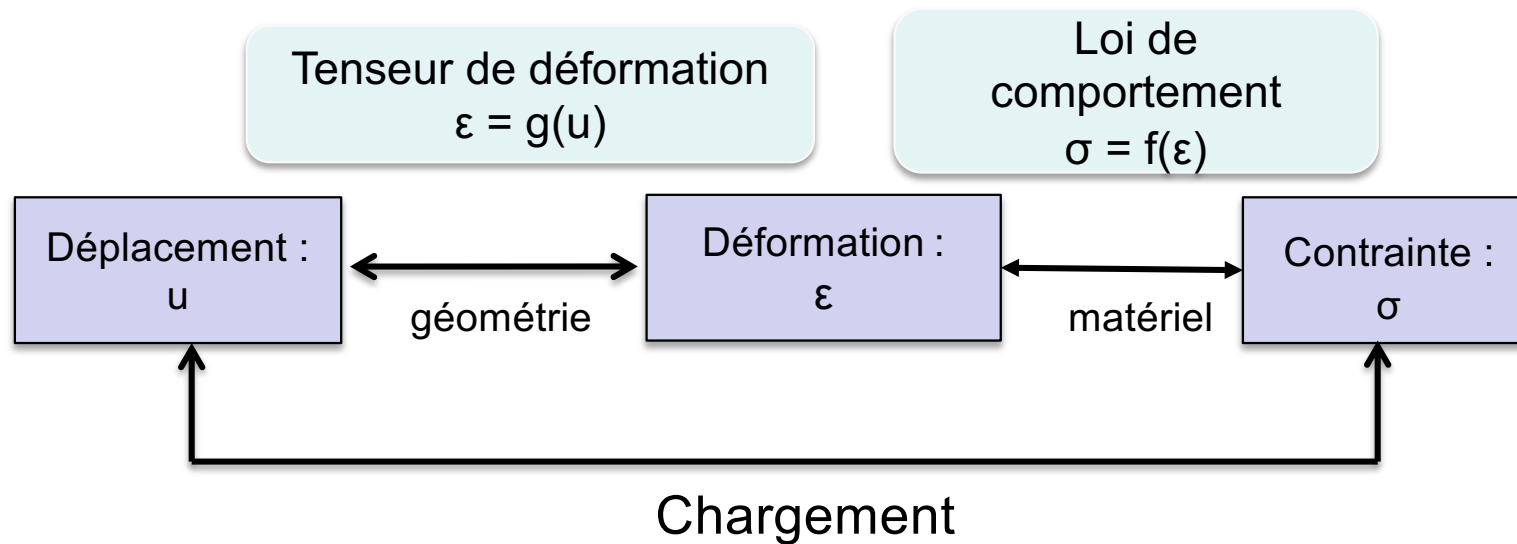 Tenseur de déformation
ε = g(u)
Loi de
comportement
σ = f(ε)
Déplacement :
u
géométrie
Déformation :
ε
matériel
Contrainte :
σ
Chargement